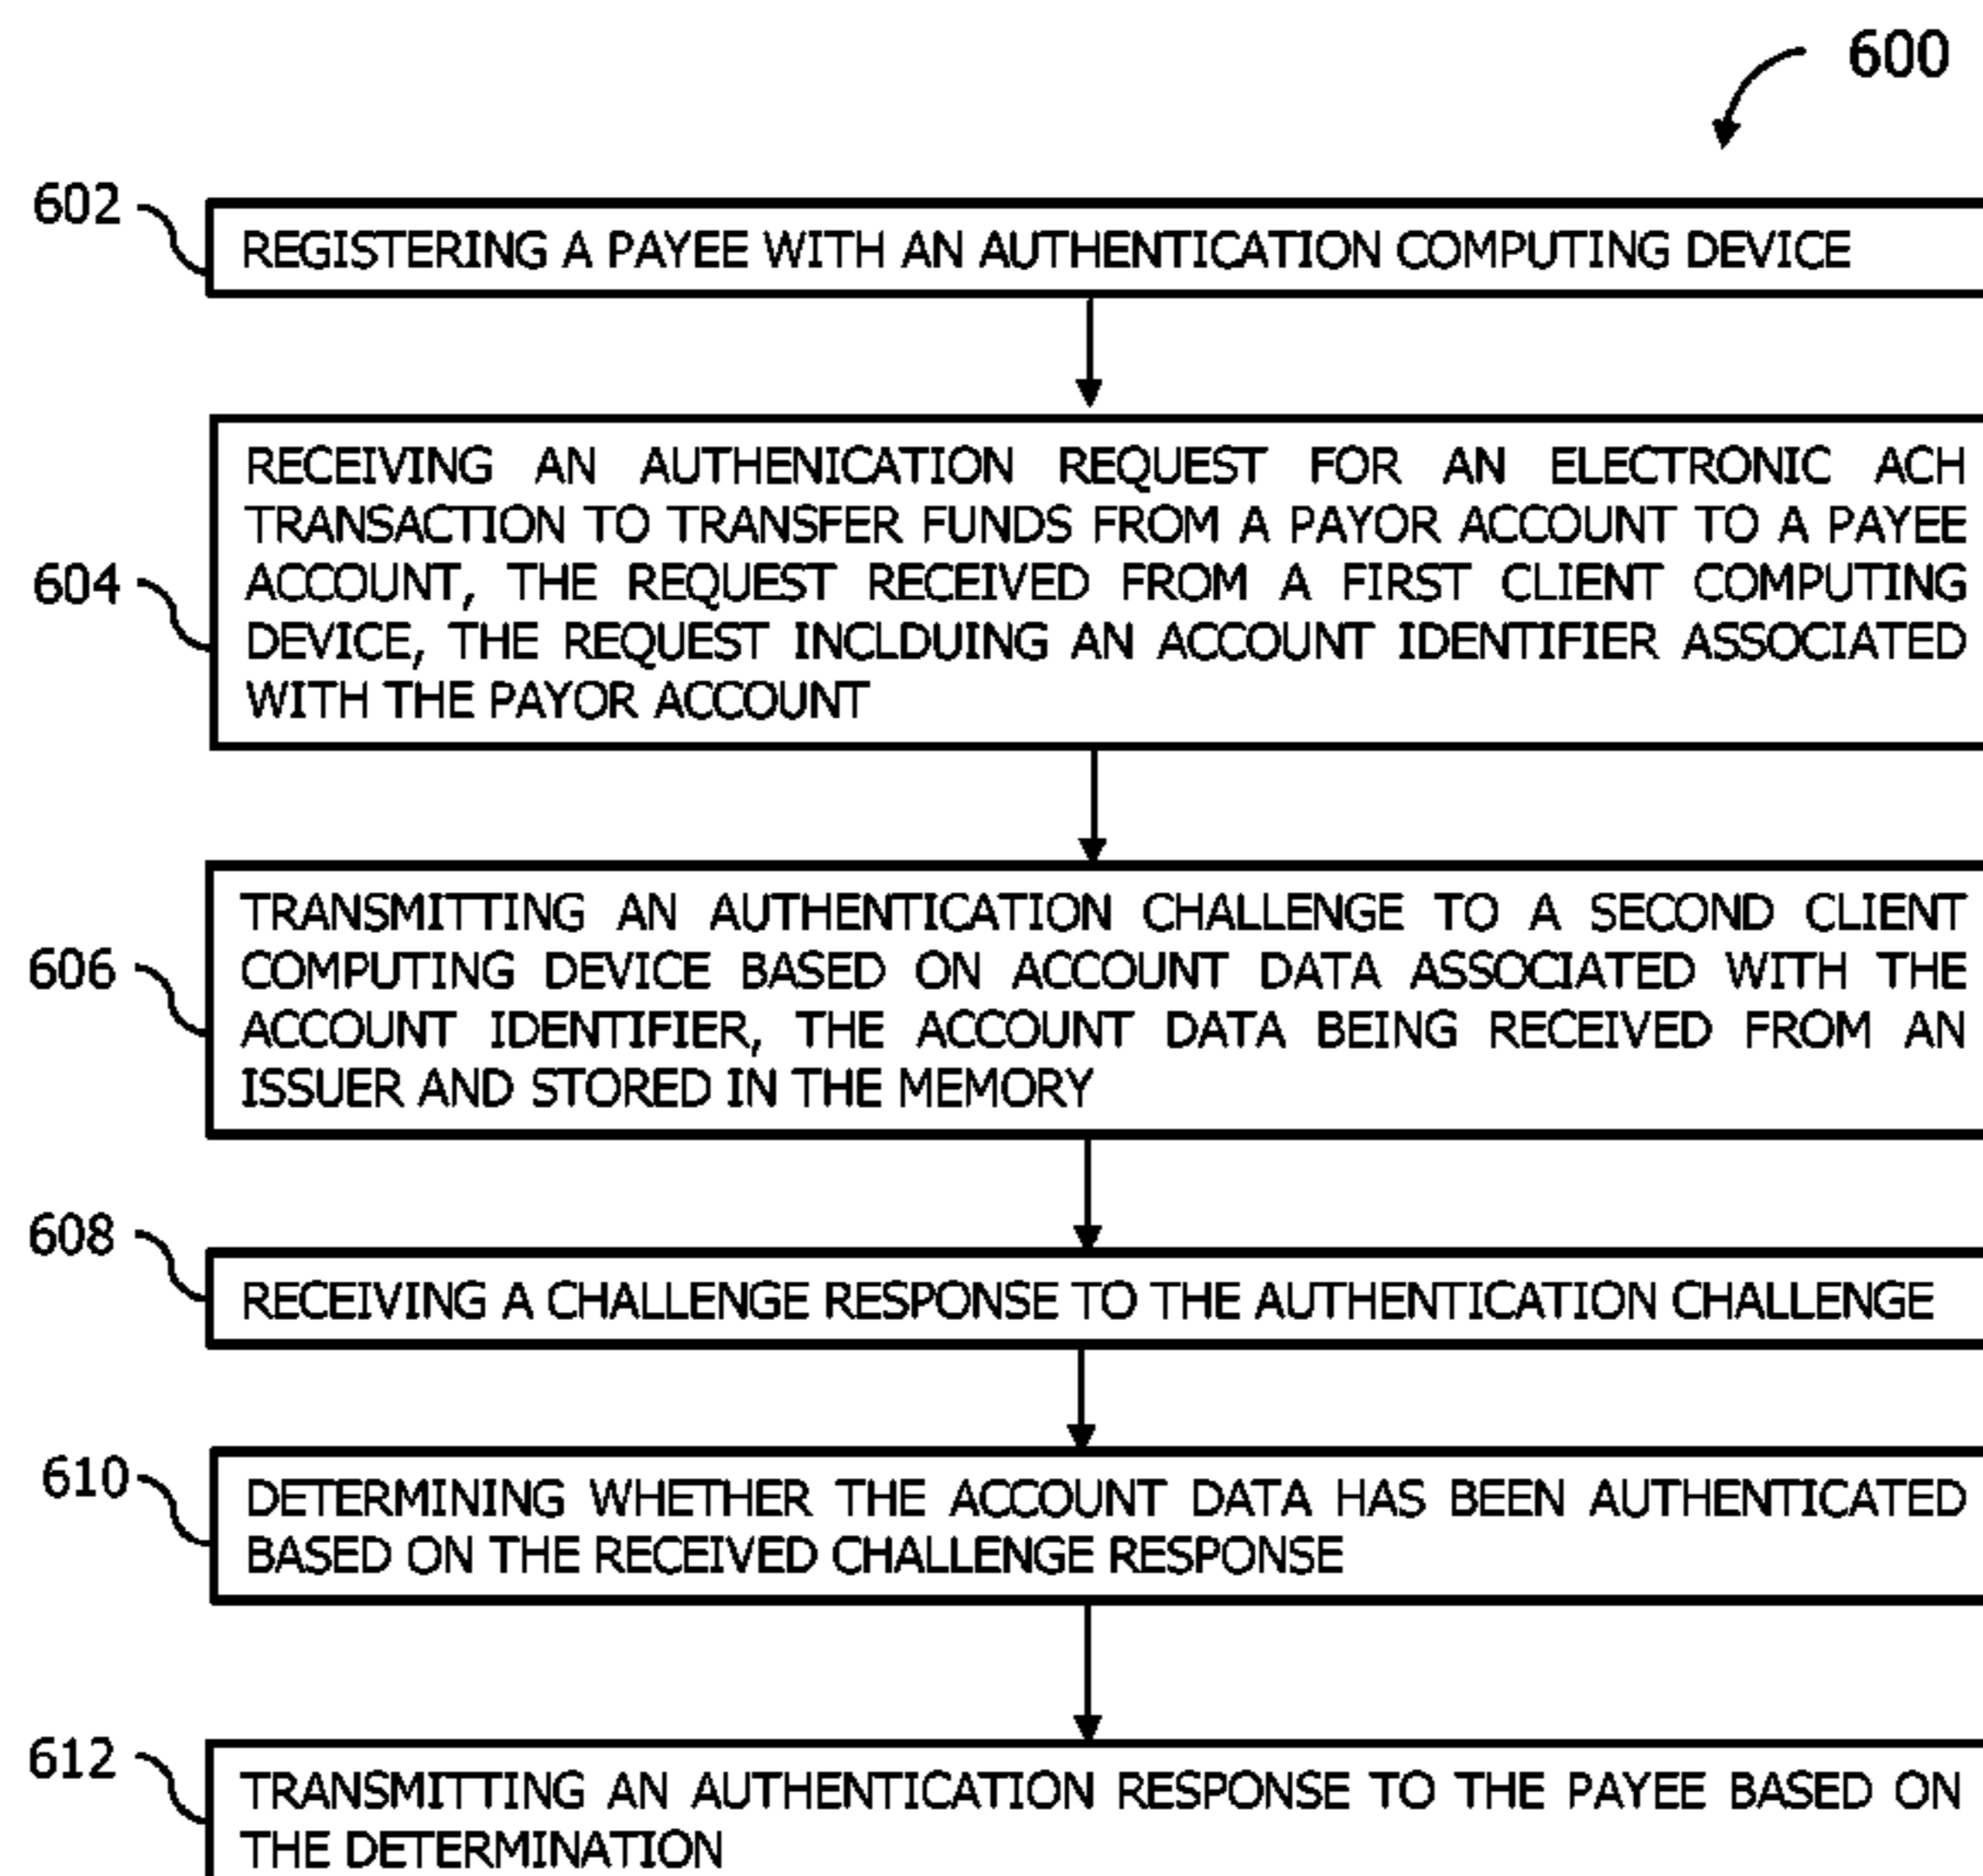 600
602
REGISTERING A PAYEE WITH AN AUTHENTICATION COMPUTING DEVICE
604
RECEIVING AN AUTHENICATION REQUEST FOR AN ELECTRONIC ACH
TRANSACTION TO TRANSFER FUNDS FROM A PAYOR ACCOUNT TO A PAYEE
ACCOUNT, THE REQUEST RECEIVED FROM A FIRST CLIENT COMPUTING
DEVICE, THE REQUEST INCLDUING AN ACCOUNT IDENTIFIER ASSOCIATED
WITH THE PAYOR ACCOUNT
606
TRANSMITTING AN AUTHENTICATION CHALLENGE TO A SECOND CLIENT
COMPUTING DEVICE BASED ON ACCOUNT DATA ASSOCIATED WITH THE
ACCOUNT IDENTIFIER, THE ACCOUNT DATA BEING RECEIVED FROM AN
ISSUER AND STORED IN THE MEMORY
608
RECEIVING A CHALLENGE RESPONSE TO THE AUTHENTICATION CHALLENGE
610
DETERMINING WHETHER THE ACCOUNT DATA HAS BEEN AUTHENTICATED
BASED ON THE RECEIVED CHALLENGE RESPONSE
612
TRANSMITTING AN AUTHENTICATION RESPONSE TO THE PAYEE BASED ON
THE DETERMINATION